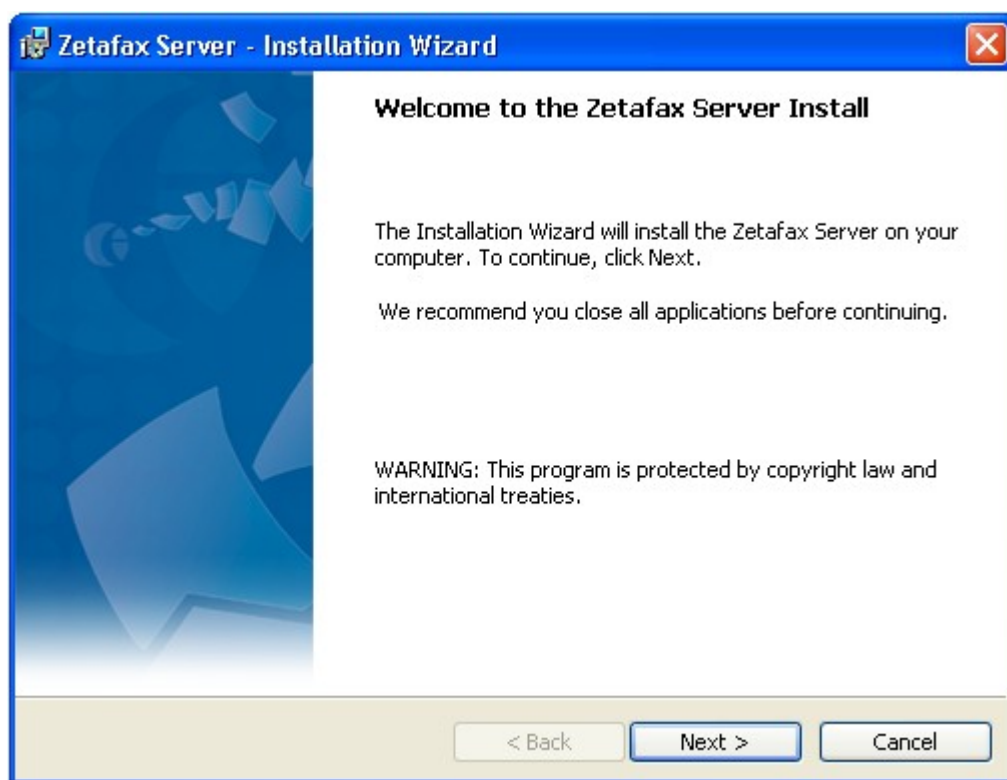 Zetafax Server - Installation Wizard
Welcome to the Zetafax Server Install
The Installation Wizard will install the Zetafax Server on your
computer. To continue, click Next.
We recommend you close all applications before continuing.
WARNING: This program is protected by copyright law and
international treaties.
< Back Next > Cancel